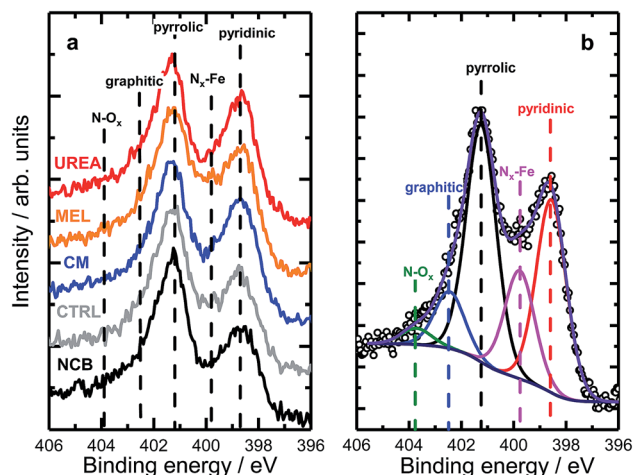 a
pyrrolic
pyridinic
graphitic
Nx-Fe
N-Ox
UREA
MEL
CM
CTRL
NCB
Intensity / arb. units
406 404 402 400 398 396
Binding energy / eV
b
pyrrolic
pyridinic
Nx-Fe
graphitic
N-Ox
406 404 402 400 398 396
Binding energy / eV